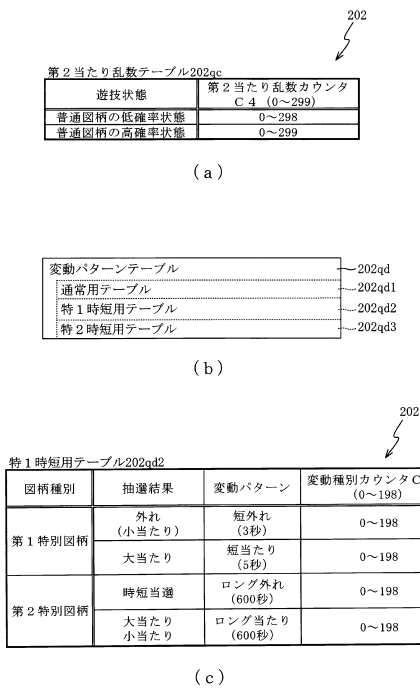 202
第２当たり乱数テーブル202qc
遊技状態
第２当たり乱数カウンタ
Ｃ４（0～299）
普通図柄の低確率状態
0～298
普通図柄の高確率状態
0～299
(a)
変動パターンテーブル
202qd
通常用テーブル
202qd1
特１時短用テーブル
202qd2
特２時短用テーブル
202qd3
(b)
202
特１時短用テーブル202qd2
図柄種別
抽選結果
変動パターン
変動種別カウンタC
(0～198)
第１特別図柄
外れ
(小当たり)
短外れ
(3秒)
0～198
大当たり
短当たり
(5秒)
0～198
第２特別図柄
時短当選
ロング外れ
(600秒)
0～198
大当たり
小当たり
ロング当たり
(600秒)
0～198
(c)